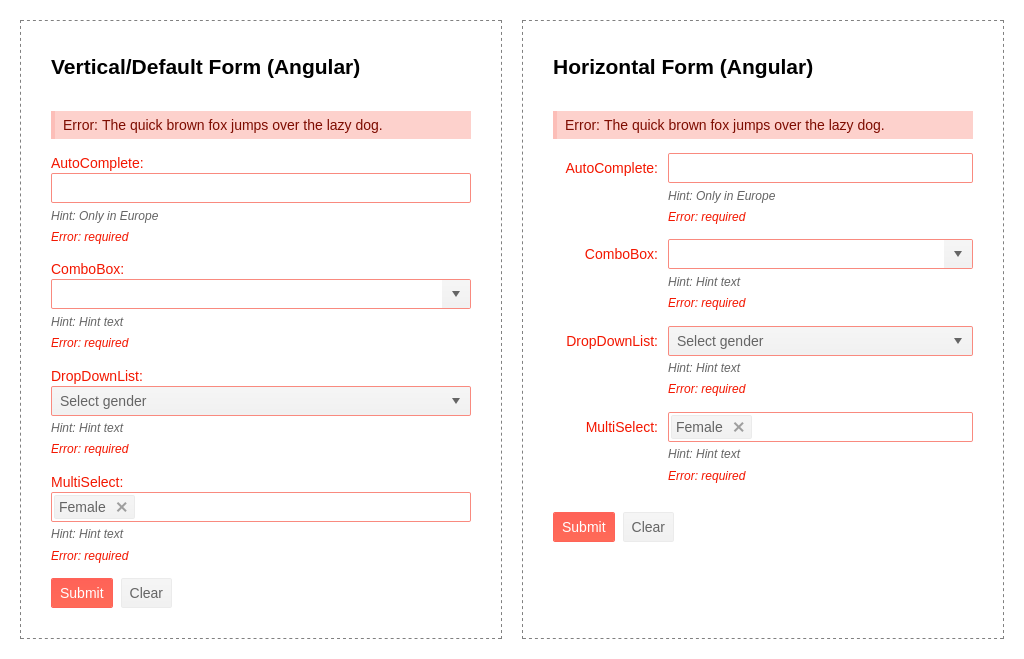 Vertical/Default Form (Angular)
Error: The quick brown fox jumps over the lazy dog.
AutoComplete:
Hint: Only in Europe
Error: required
ComboBox:
Hint: Hint text
Error: required
DropDownList:
Select gender
Hint: Hint text
Error: required
MultiSelect:
Female
Hint: Hint text
Error: required
Submit Clear
Horizontal Form (Angular)
Error: The quick brown fox jumps over the lazy dog.
AutoComplete:
Hint: Only in Europe
Error: required
ComboBox:
Hint: Hint text
Error: required
DropDownList: Select gender
Hint: Hint text
Error: required
MultiSelect: Female
Hint: Hint text
Error: required
Submit Clear